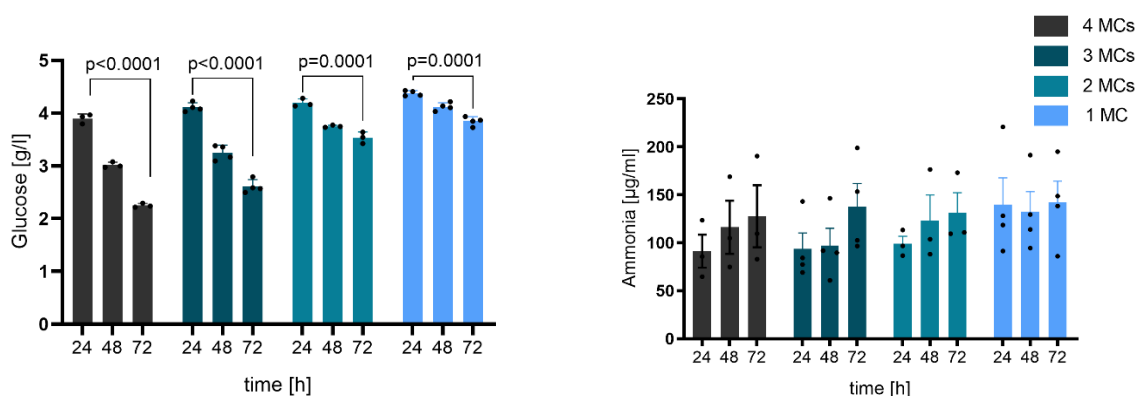 4 MCs
3 MCs
2 MCs
1 MC
p<0.0001 p<0.0001 p=0.0001 p=0.0001
Glucose [g/l]
5
4
3
2
1
0
24 48 72 24 48 72 24 48 72 24 48 72
time [h]
Ammonia [µg/ml]
250
200
150
100
50
0
24 48 72 24 48 72 24 48 72 24 48 72
time [h]